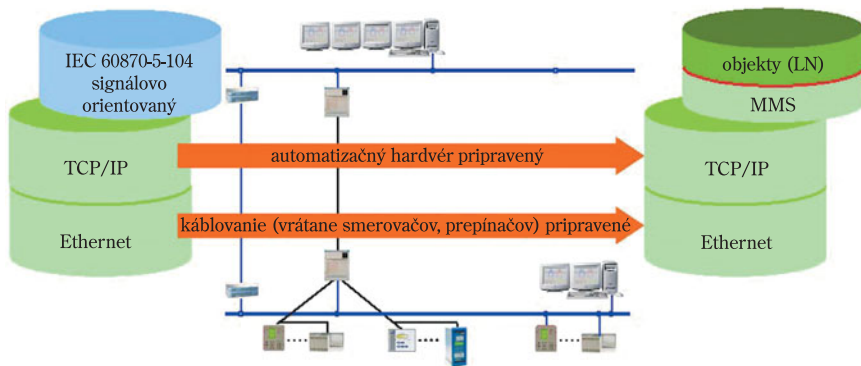 IEC 60870-5-104
signálovo
orientovaný
TCP/IP
Ethernet
automatizačný hardvér pripravený
káblovanie (vrátane smerovačov, prepínačov) pripravené
objekty (LN)
MMS
TCP/IP
Ethernet